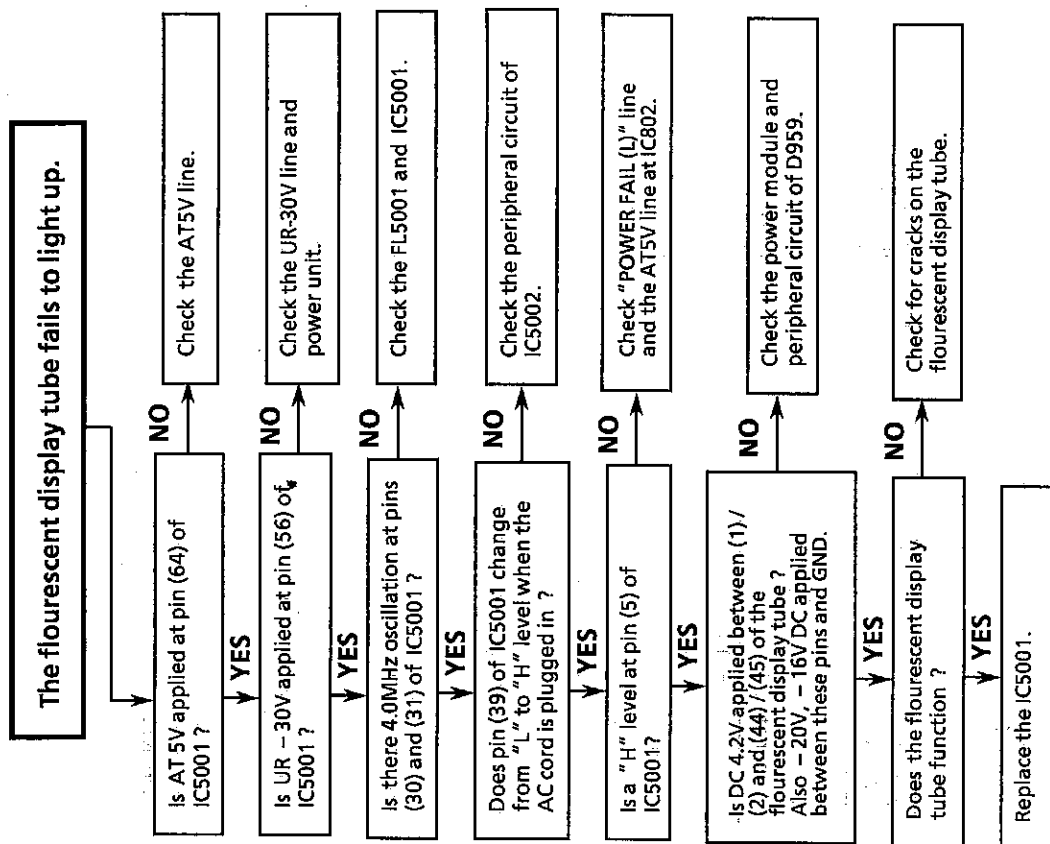 The flourescent display tube fails to light up.
Is AT 5V applied at pin (64) of
IC5001 ?
NO
Check the AT5V line.
YES
Is UR – 30V applied at pin (56) of
IC5001 ?
NO
Check the UR-30V line and
power unit.
YES
Is there 4.0MHz oscillation at pins
(30) and (31) of IC5001 ?
NO
Check the FL5001 and IC5001.
YES
Does pin (39) of IC5001 change
from "L" to "H" level when the
AC cord is plugged in ?
NO
Check the peripheral circuit of
IC5002.
YES
Is a "H" level at pin (5) of
IC5001 ?
NO
Check "POWER FAIL (L)" line
and the AT5V line at IC802.
YES
Is DC 4.2V applied between (1) /
(2) and (44) / (45) of the
flourescent display tube ?
Also – 20V, – 16V DC applied
between these pins and GND.
NO
Check the power module and
peripheral circuit of D959.
YES
Does the flourescent display
tube function ?
NO
Check for cracks on the
flourescent display tube.
YES
Replace the IC5001.